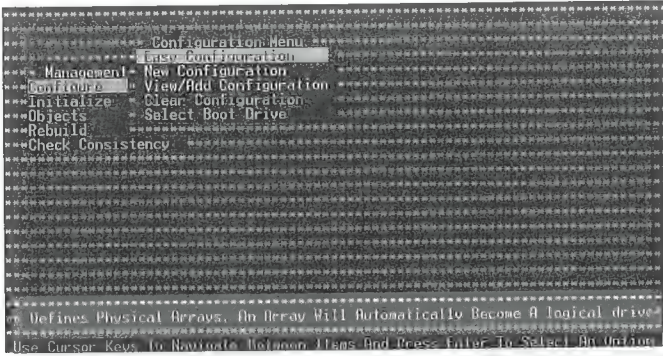 Configuration Menu
Easy Configuration
Management
New Configuration
Configure
View/Add Configuration
Initialize
Clear Configuration
Objects
Select Boot Drive
Rebuild
Check Consistency
Defines Physical Arrays. An Array Will Automatically Become A logical drive
Use Cursor Keys To Navigate Between Items And Press Enter To Select An Option